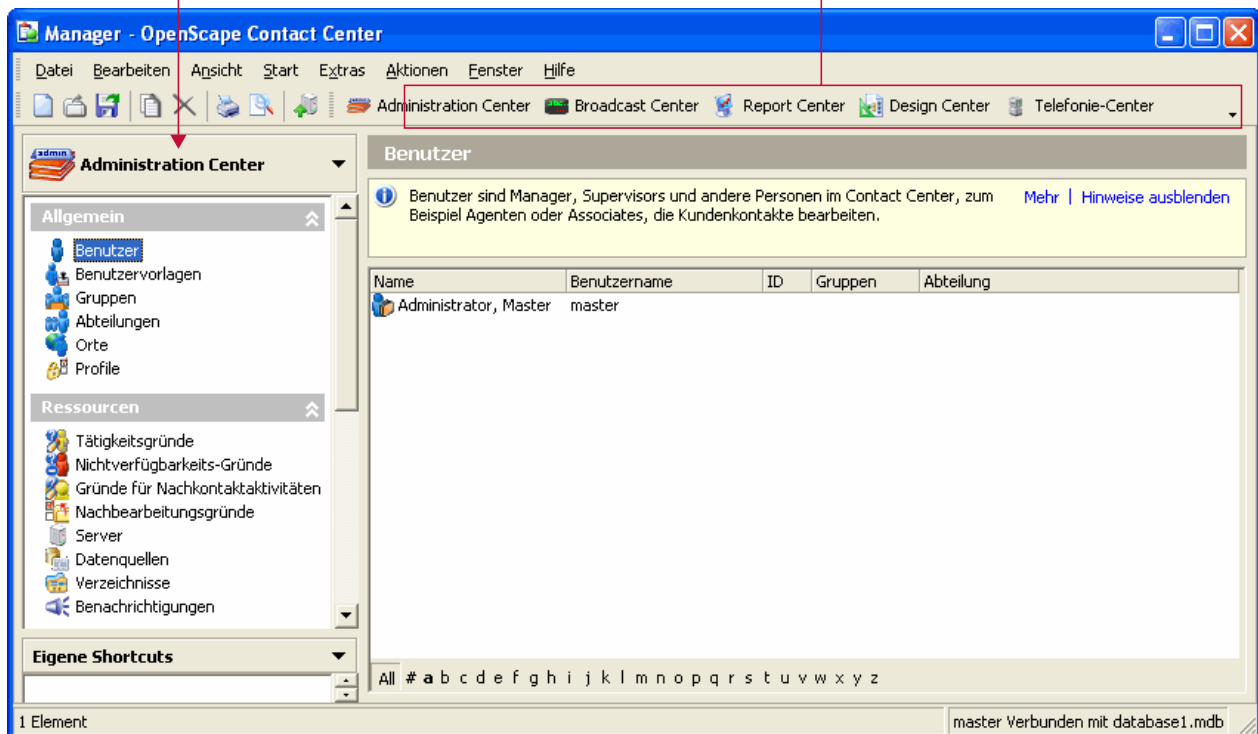 Manager - OpenScape Contact Center
Datei Bearbeiten Ansicht Start Extras Aktionen Fenster Hilfe
Administration Center Broadcast Center Report Center Design Center Telefonie-Center
admin
Administration Center
Allgemein
Benutzer
Benutzervorlagen
Gruppen
Abteilungen
Orte
Profile
Ressourcen
Tätigkeitsgründe
Nichtverfügbarkeits-Gründe
Gründe für Nachkontaktaktivitäten
Nachbearbeitungsgründe
Server
Datenquellen
Verzeichnisse
Benachrichtigungen
Eigene Shortcuts
Benutzer
Benutzer sind Manager, Supervisors und andere Personen im Contact Center, zum
Beispiel Agenten oder Associates, die Kundenkontakte bearbeiten.
Mehr | Hinweise ausblenden
Name Benutzername ID Gruppen Abteilung
Administrator, Master master
All # a b c d e f g h i j k l m n o p q r s t u v w x y z
1 Element
master Verbunden mit database1.mdb